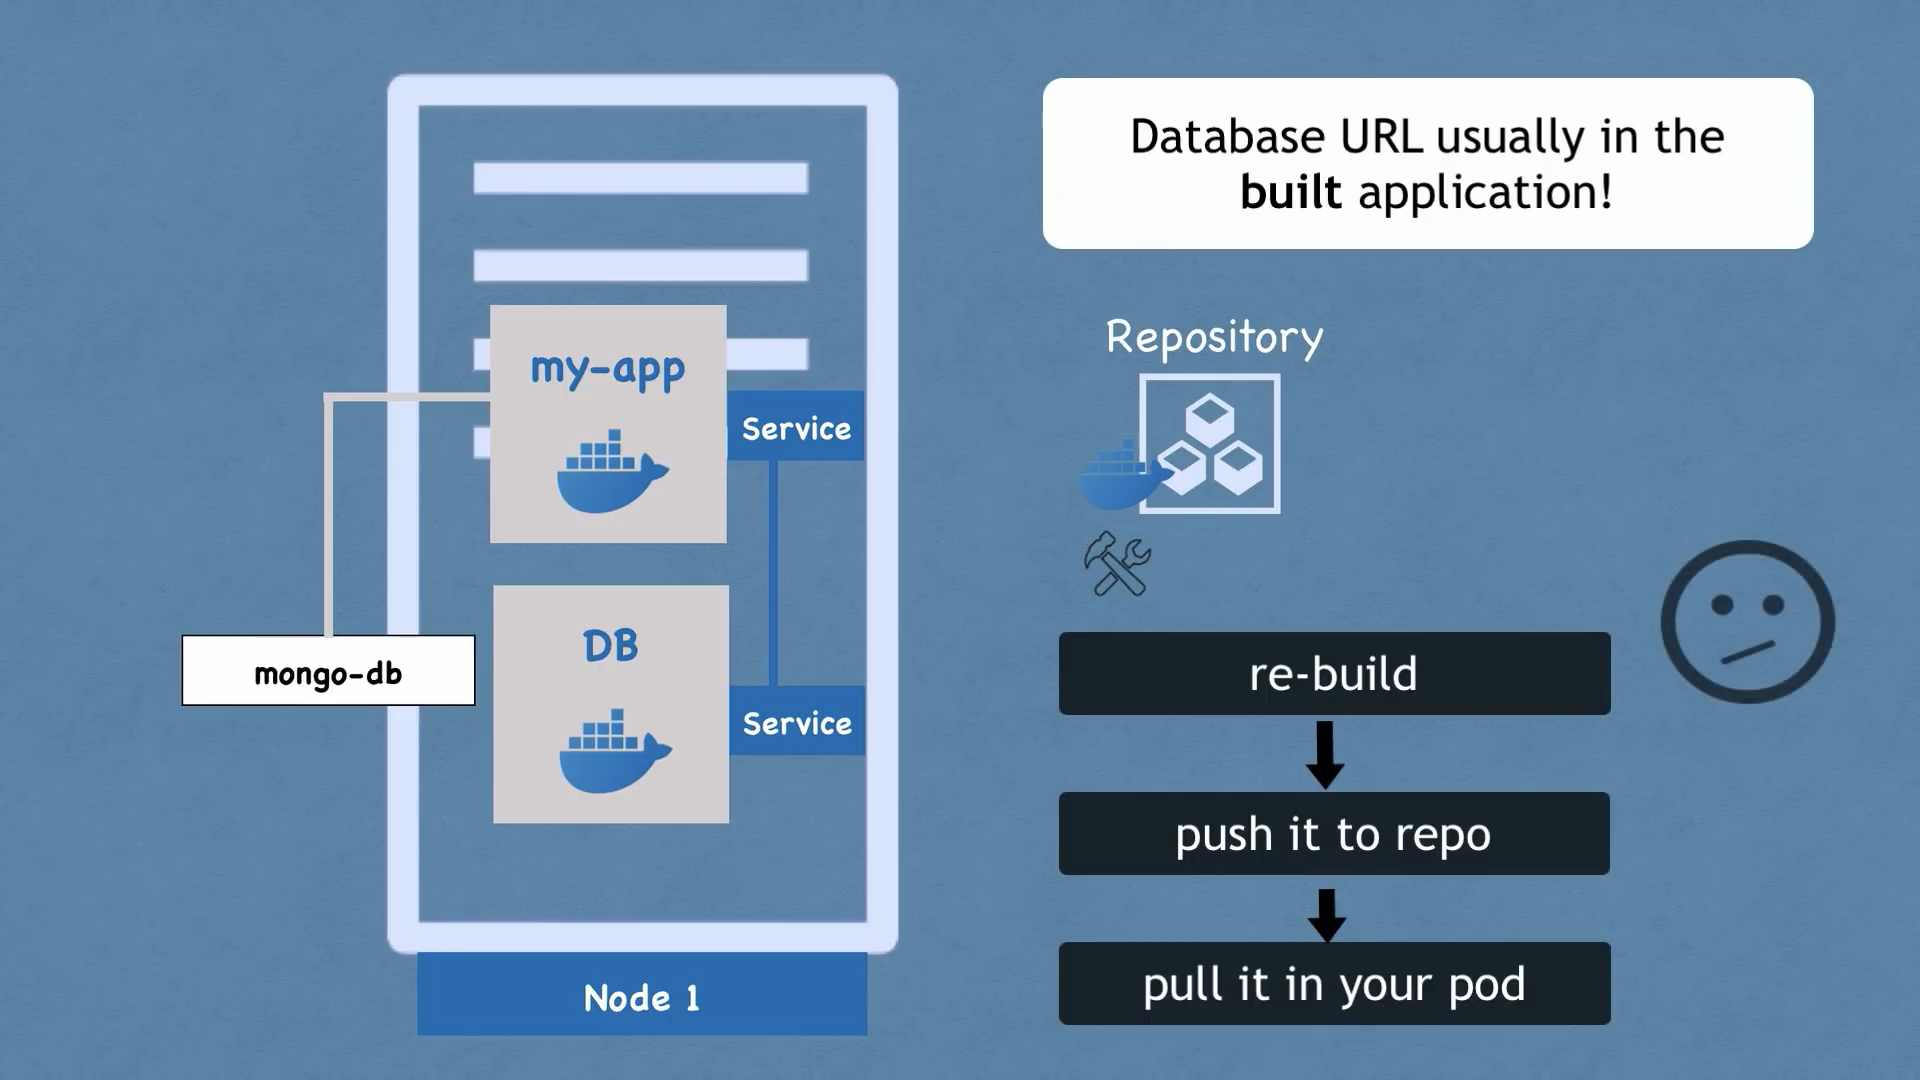 Database URL usually in the
built application!
Repository
my-app
Service
DB
mongo-db
Service
re-build
push it to repo
pull it in your pod
Node 1